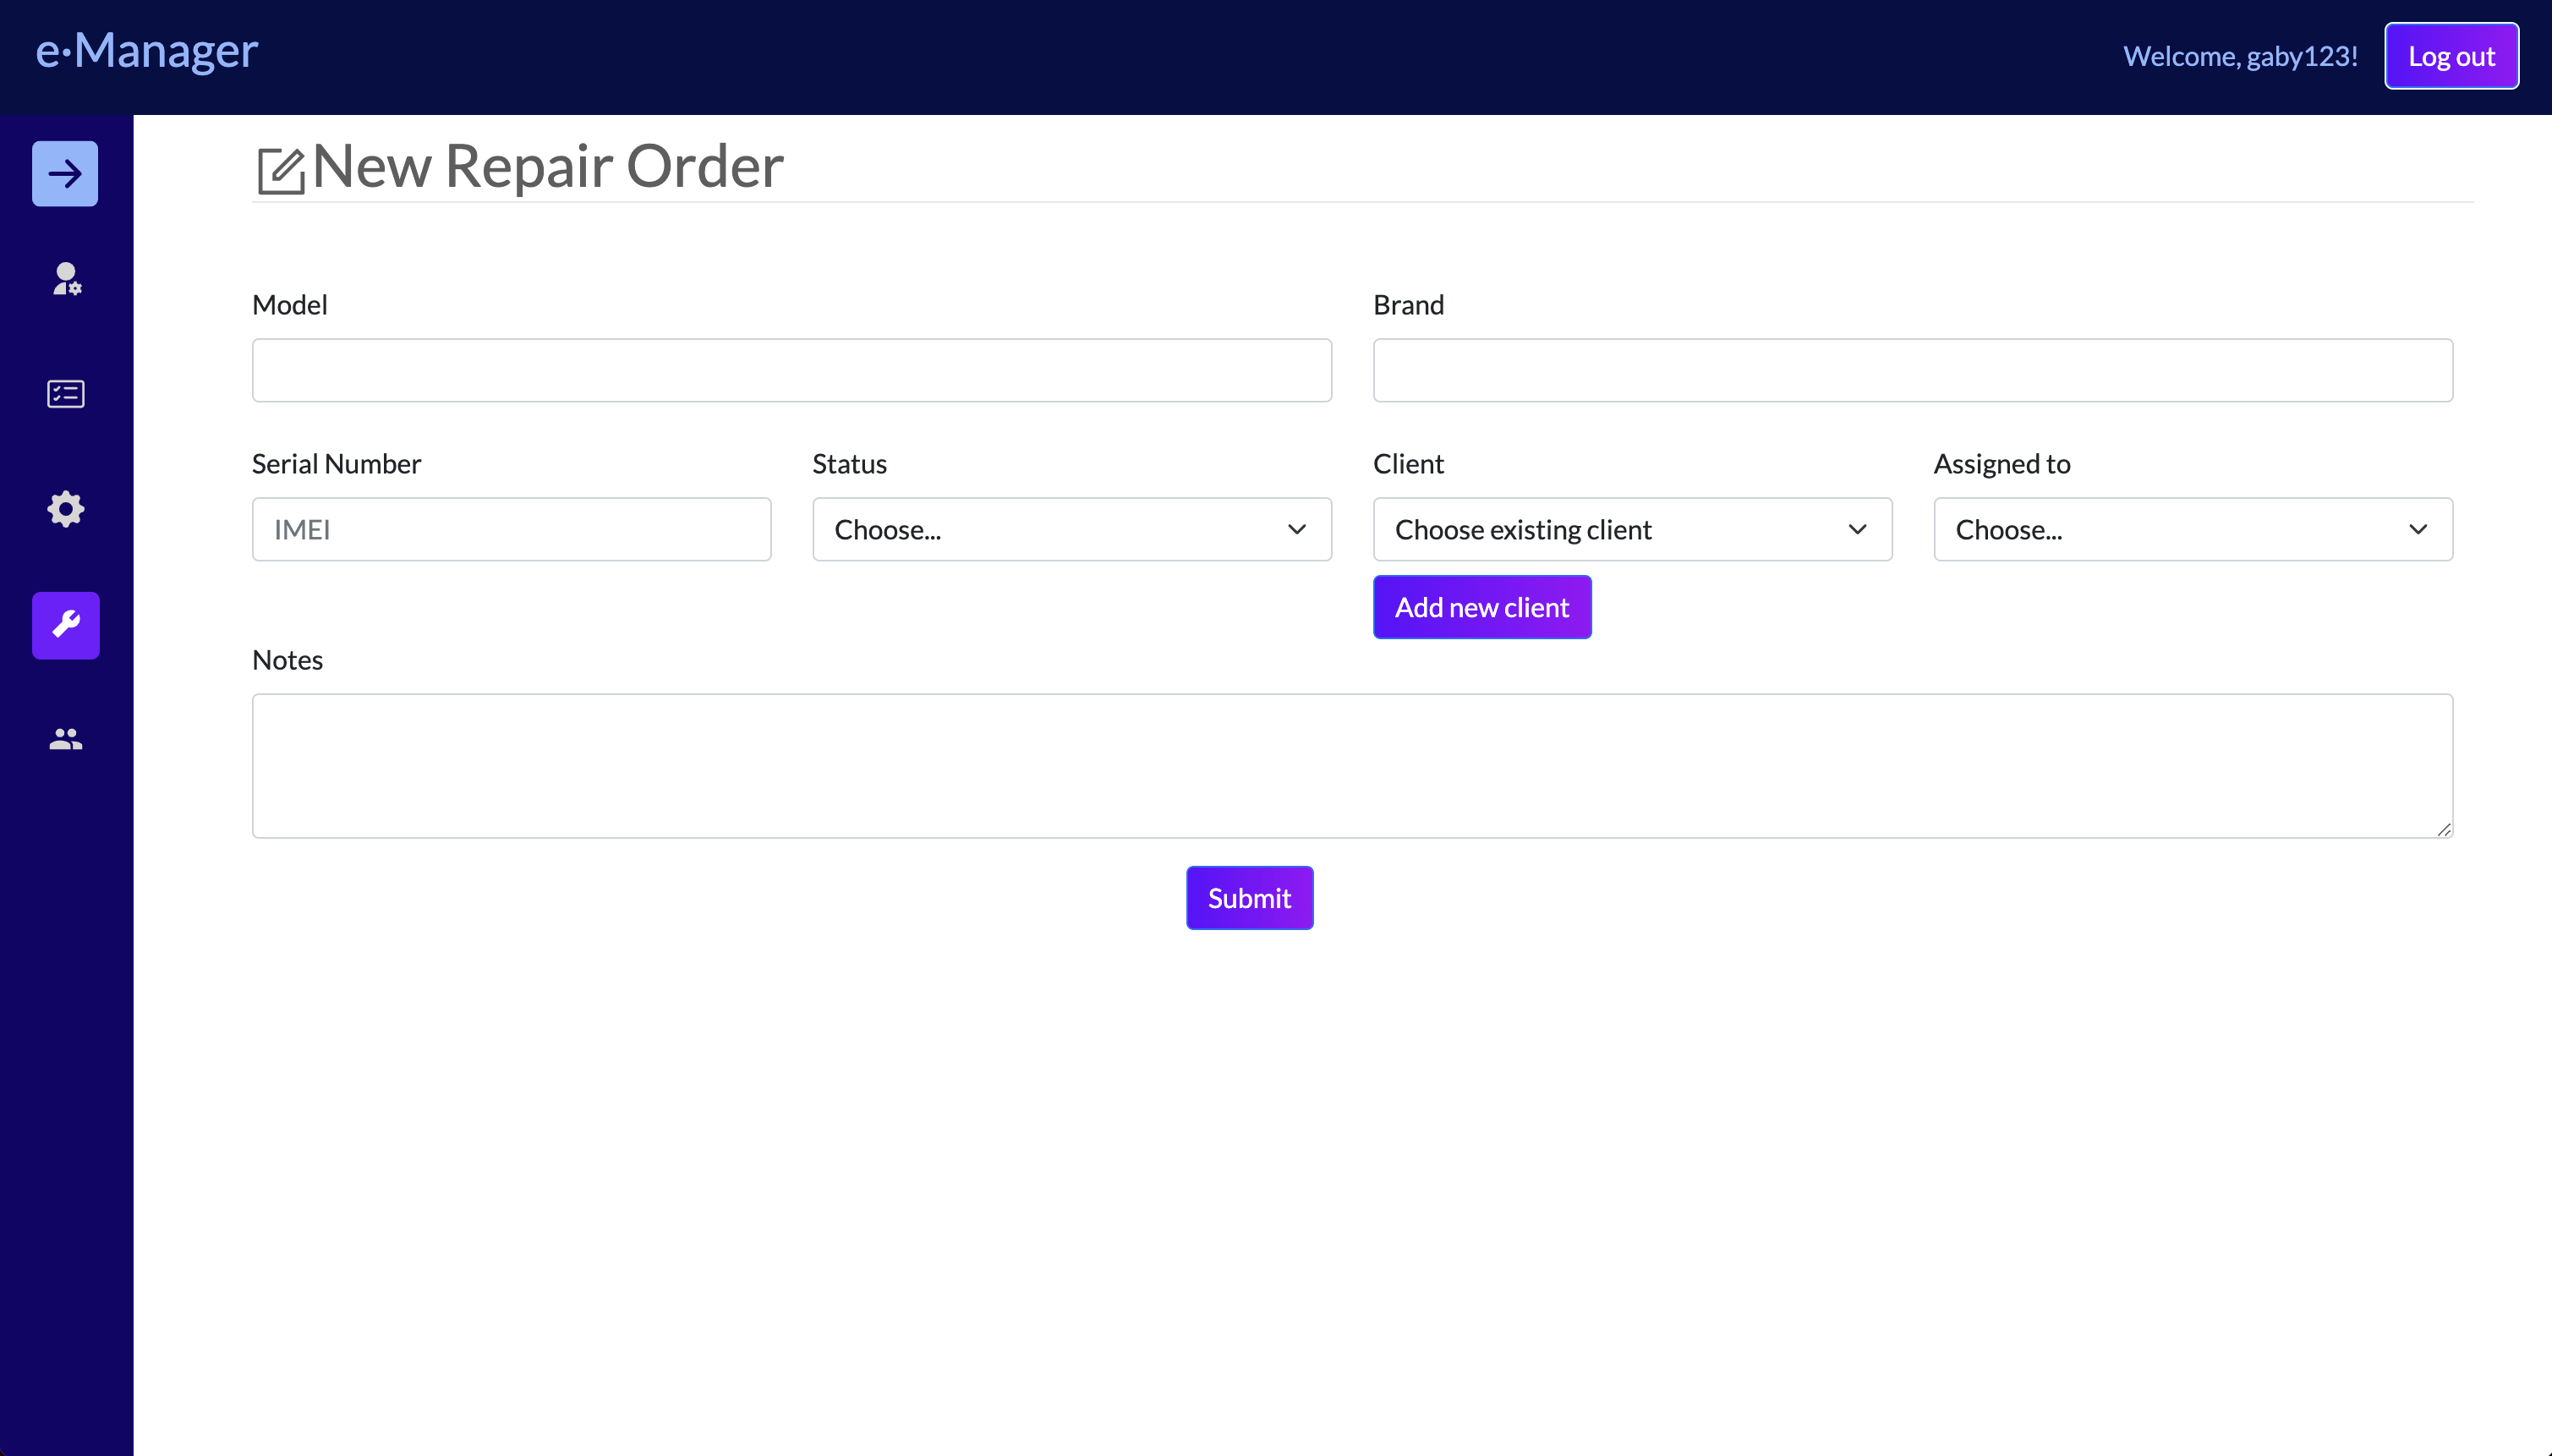 e·Manager
Welcome, gaby123!
Log out
New Repair Order
Model
Brand
Serial Number
Status
Client
Assigned to
IMEI
Choose...
Choose existing client
Choose...
Add new client
Notes
Submit